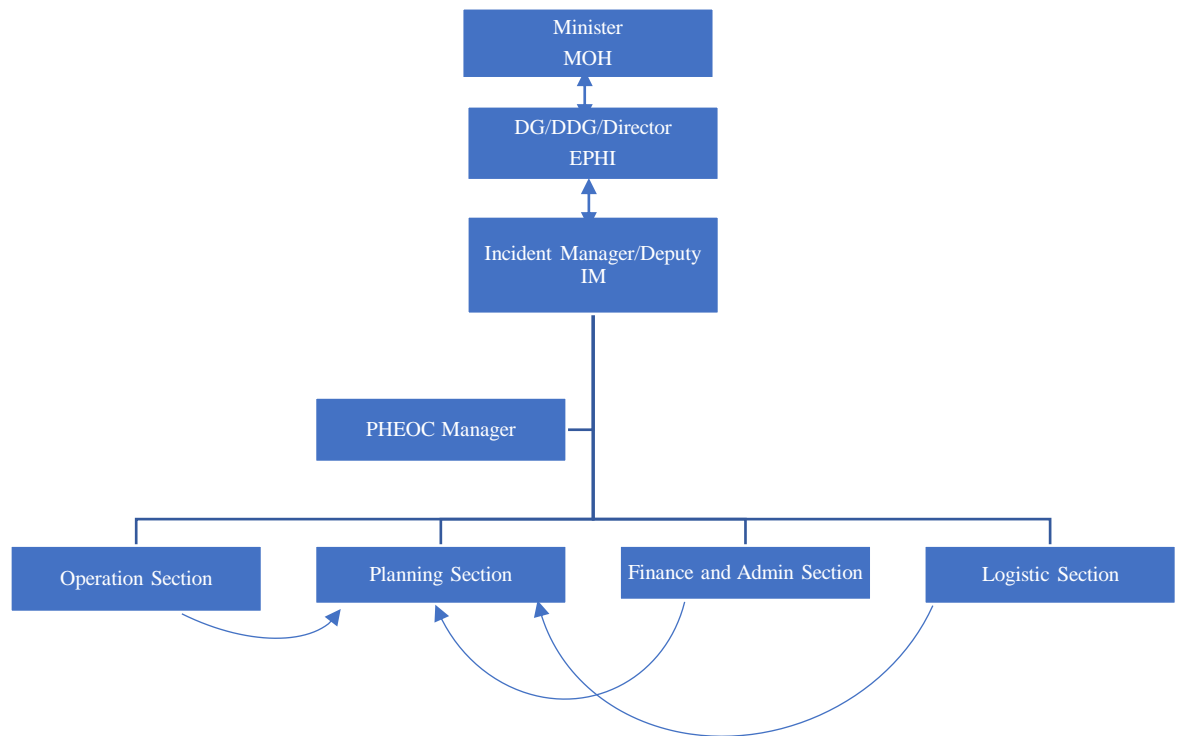 Minister
MOH
DG/DDG/Director
EPHI
Incident Manager/Deputy
IM
PHEOC Manager
Operation Section
Planning Section
Finance and Admin Section
Logistic Section